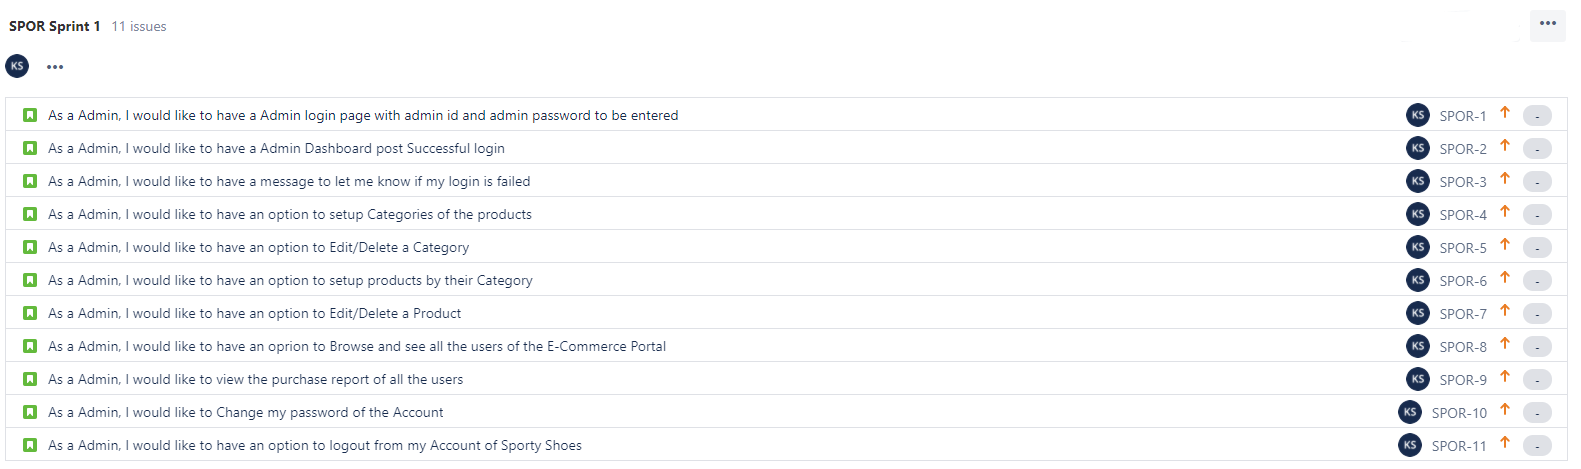 SPOR Sprint 1 11 issues
KS
As a Admin, I would like to have a Admin login page with admin id and admin password to be entered KS SPOR-1 -
As a Admin, I would like to have a Admin Dashboard post Successful login KS SPOR-2 -
As a Admin, I would like to have a message to let me know if my login is failed KS SPOR-3 -
As a Admin, I would like to have an option to setup Categories of the products KS SPOR-4 -
As a Admin, I would like to have an option to Edit/Delete a Category KS SPOR-5 -
As a Admin, I would like to have an option to setup products by their Category KS SPOR-6 -
As a Admin, I would like to have an option to Edit/Delete a Product KS SPOR-7 -
As a Admin, I would like to have an oprion to Browse and see all the users of the E-Commerce Portal KS SPOR-8 -
As a Admin, I would like to view the purchase report of all the users KS SPOR-9 -
As a Admin, I would like to Change my password of the Account KS SPOR-10 -
As a Admin, I would like to have an option to logout from my Account of Sporty Shoes KS SPOR-11 -